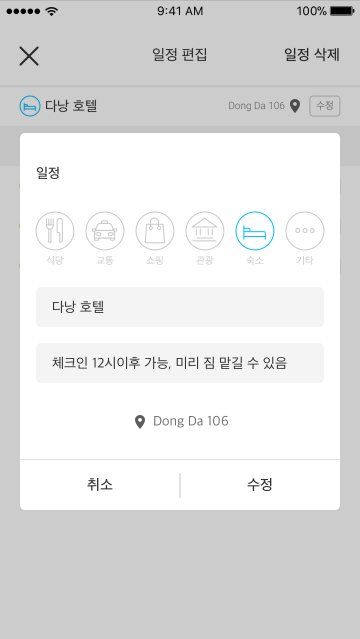 9:41 AM 100%
일정 편집 일정 삭제
다낭 호텔 Dong Da 106 수정
일정
식당 교통 쇼핑 관광 숙소 기타
다낭 호텔
체크인 12시이후 가능, 미리 짐 맡길 수 있음
Dong Da 106
취소 수정